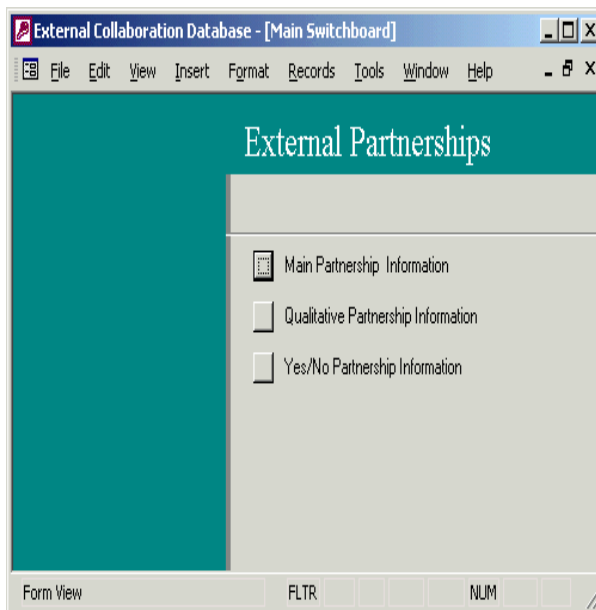 External Collaboration Database - [Main Switchboard]
File Edit View Insert Format Records Tools Window Help
External Partnerships
Main Partnership Information
Qualitative Partnership Information
Yes/No Partnership Information
Form View FLTR NUM